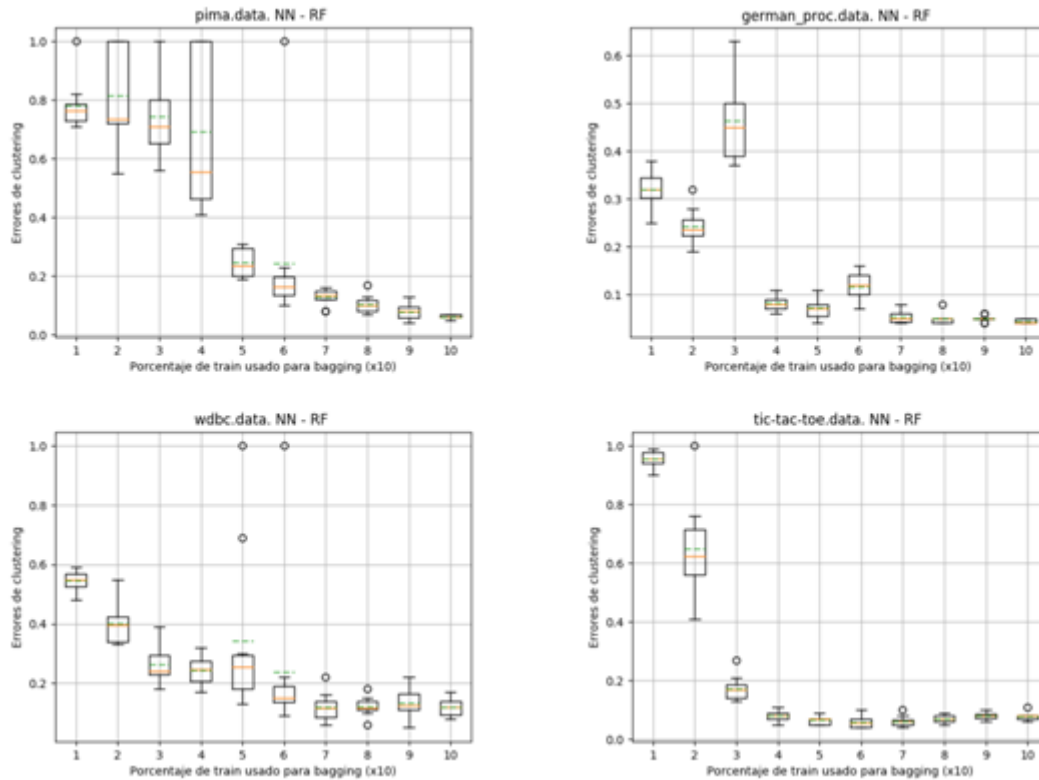 pima.data. NN - RF
Errores de clustering
1.0
0.8
0.6
0.4
0.2
0.0
1 2 3 4 5 6 7 8 9 10
Porcentaje de train usado para bagging (x10)
german_proc.data. NN - RF
Errores de clustering
0.6
0.5
0.4
0.3
0.2
0.1
1 2 3 4 5 6 7 8 9 10
Porcentaje de train usado para bagging (x10)
wdbc.data. NN - RF
Errores de clustering
1.0
0.8
0.6
0.4
0.2
1 2 3 4 5 6 7 8 9 10
Porcentaje de train usado para bagging (x10)
tic-tac-toe.data. NN - RF
Errores de clustering
1.0
0.8
0.6
0.4
0.2
0.0
1 2 3 4 5 6 7 8 9 10
Porcentaje de train usado para bagging (x10)